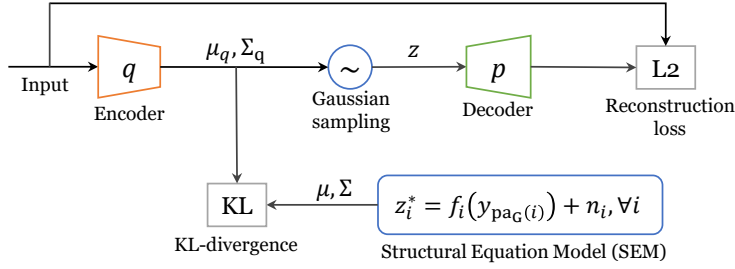 μ_q, Σ_q
z
q
~
p
L2
Input
Encoder
Gaussian
sampling
Decoder
Reconstruction
loss
μ, Σ
KL
z_i^* = f_i(y_{pa_G(i)}) + n_i, ∀i
KL-divergence
Structural Equation Model (SEM)